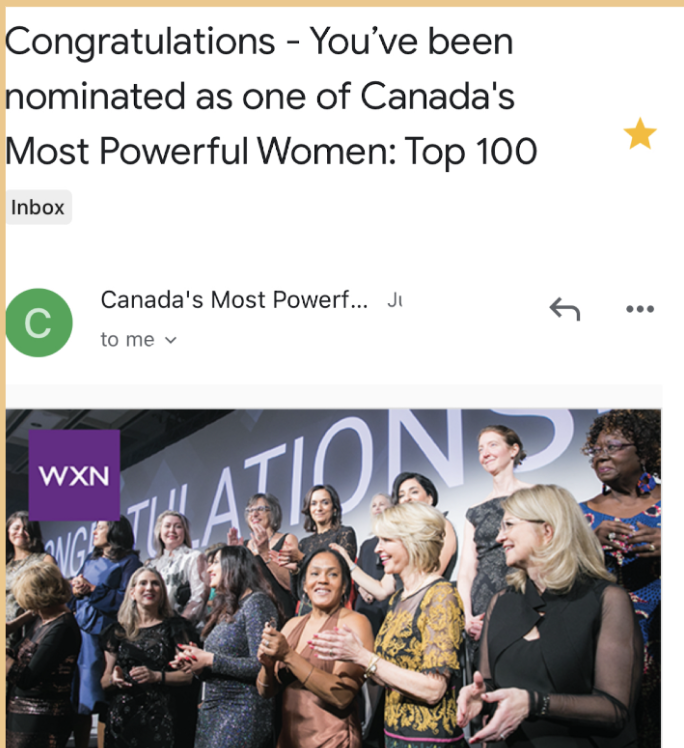 Congratulations - You've been
nominated as one of Canada's
Most Powerful Women: Top 100
Inbox
C
Canada's Most Powerf...
to me
WXN
ONGRATULATIONS